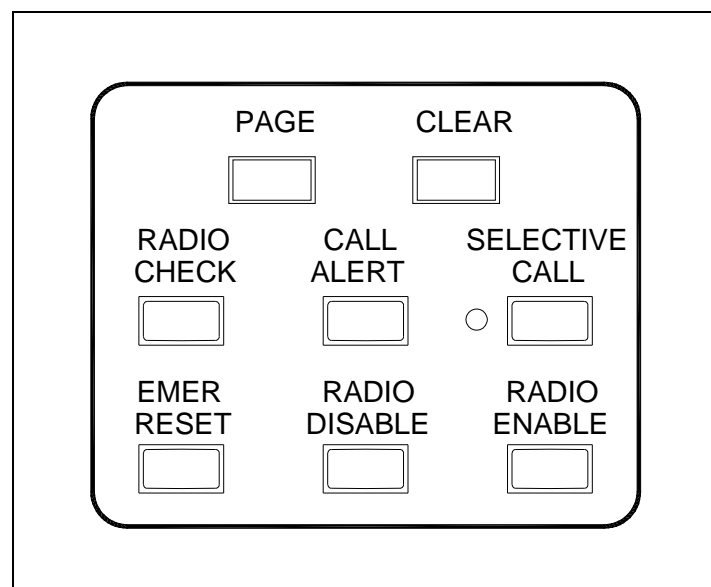 PAGE
CLEAR
RADIO
CHECK
CALL
ALERT
SELECTIVE
CALL
EMER
RESET
RADIO
DISABLE
RADIO
ENABLE